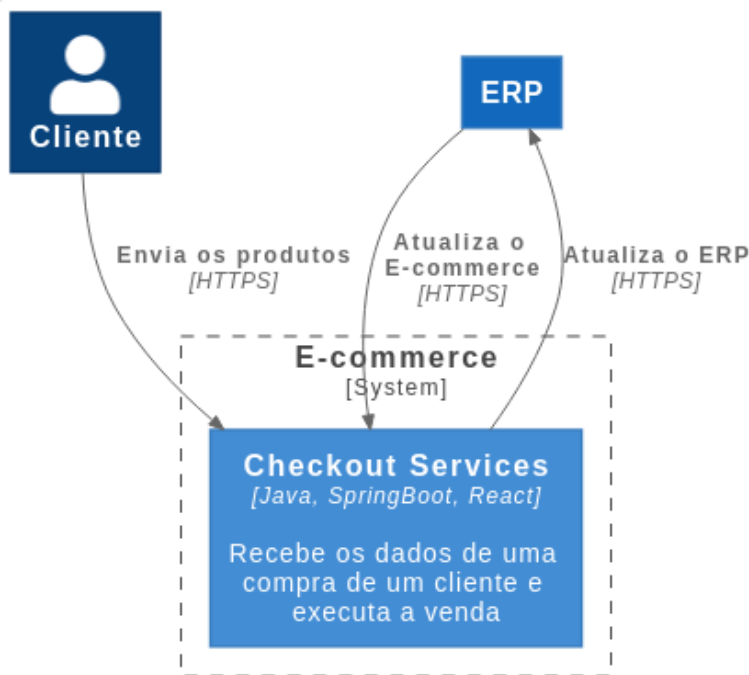 Cliente
ERP
Envia os produtos
[HTTPS]
Atualiza o
E-commerce
[HTTPS]
Atualiza o ERP
[HTTPS]
E-commerce
[System]
Checkout Services
[Java, SpringBoot, React]
Recebe os dados de uma
compra de um cliente e
executa a venda